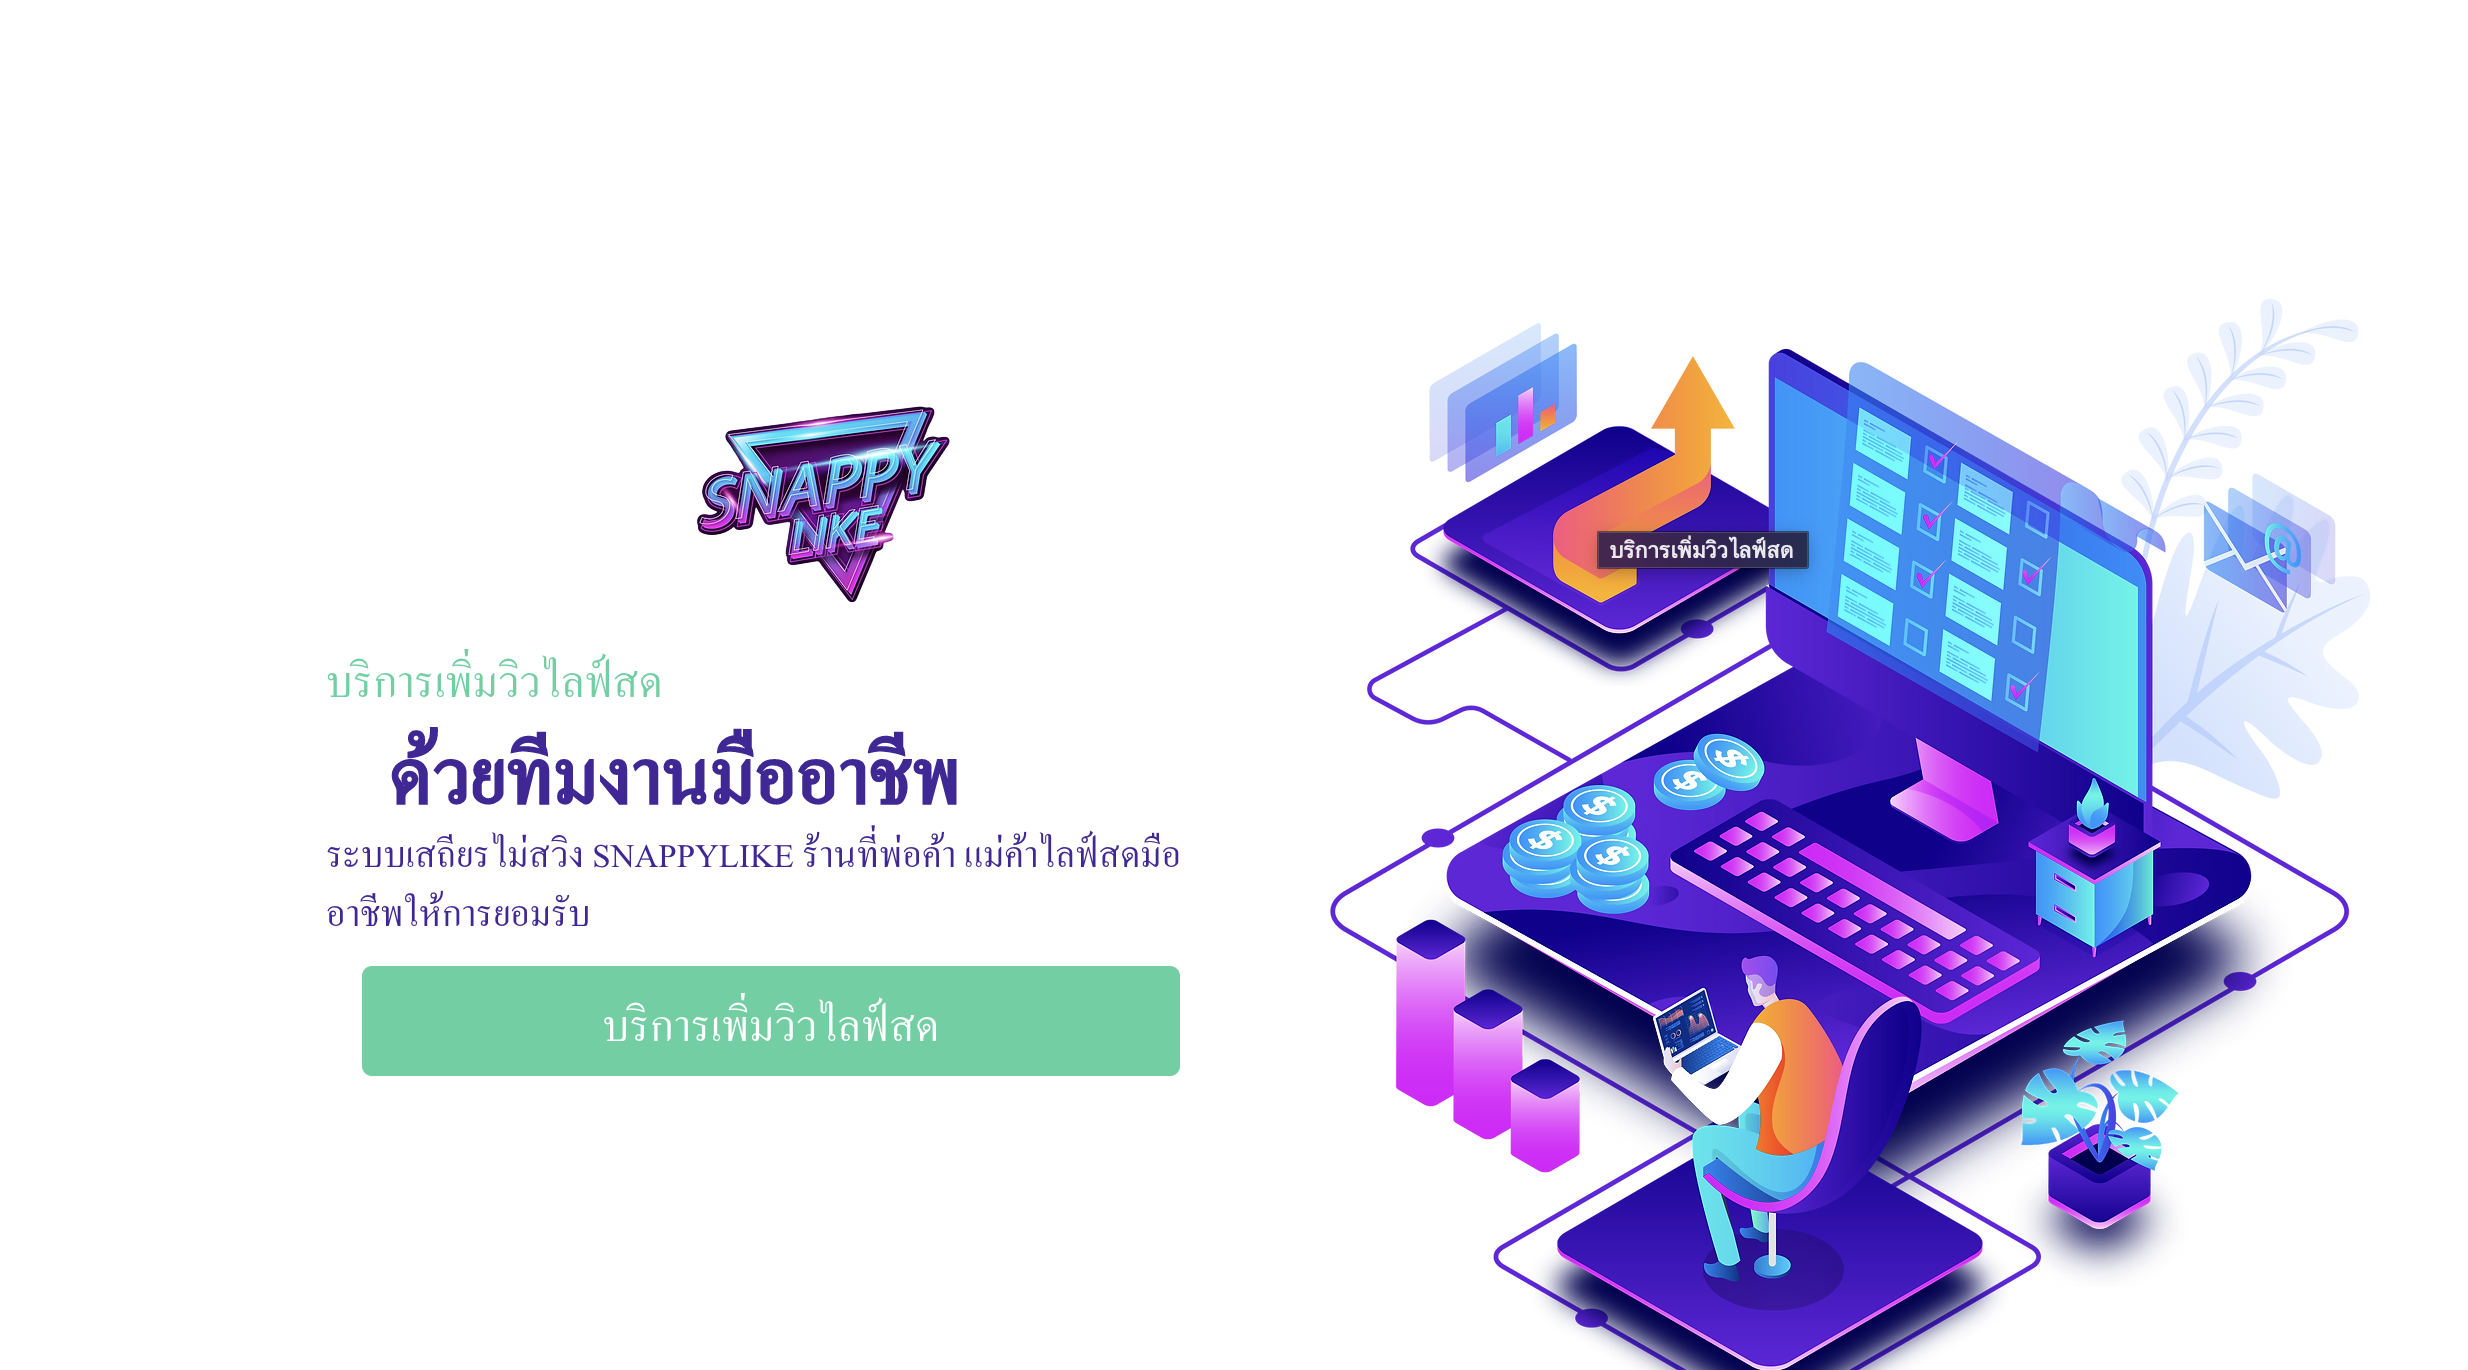 SNAPPY
LIKE
บริการเพิ่มวิวไลฟ์สด
ด้วยทีมงานมืออาชีพ
ระบบเสถียรไม่สวิง SNAPPYLIKE ร้านที่พ่อค้า แม่ค้าไลฟ์สดมือ
อาชีพให้การยอมรับ
บริการเพิ่มวิวไลฟ์สด
บริการเพิ่มวิวไลฟ์สด